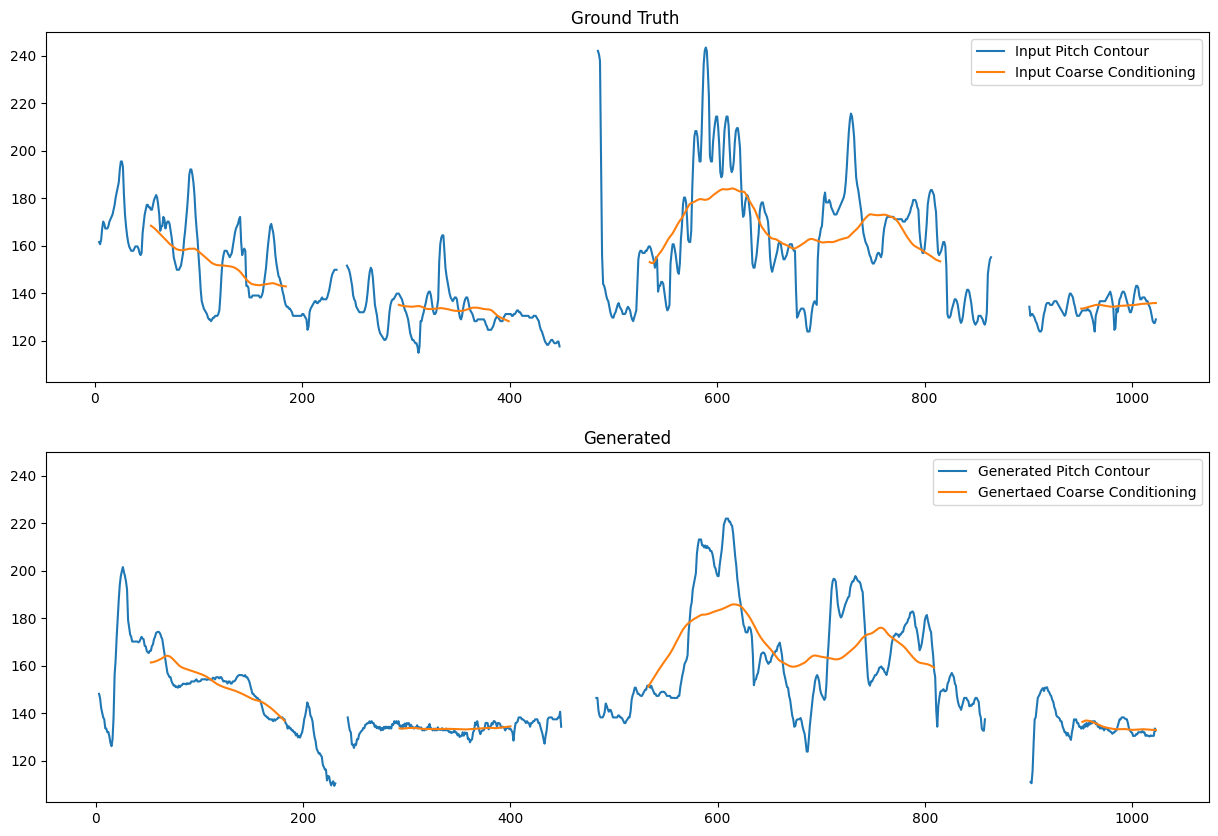 Ground Truth
Input Pitch Contour
Input Coarse Conditioning
240
220
200
180
160
140
120
0 200 400 600 800 1000
Generated
Generated Pitch Contour
Genertaed Coarse Conditioning
240
220
200
180
160
140
120
0 200 400 600 800 1000